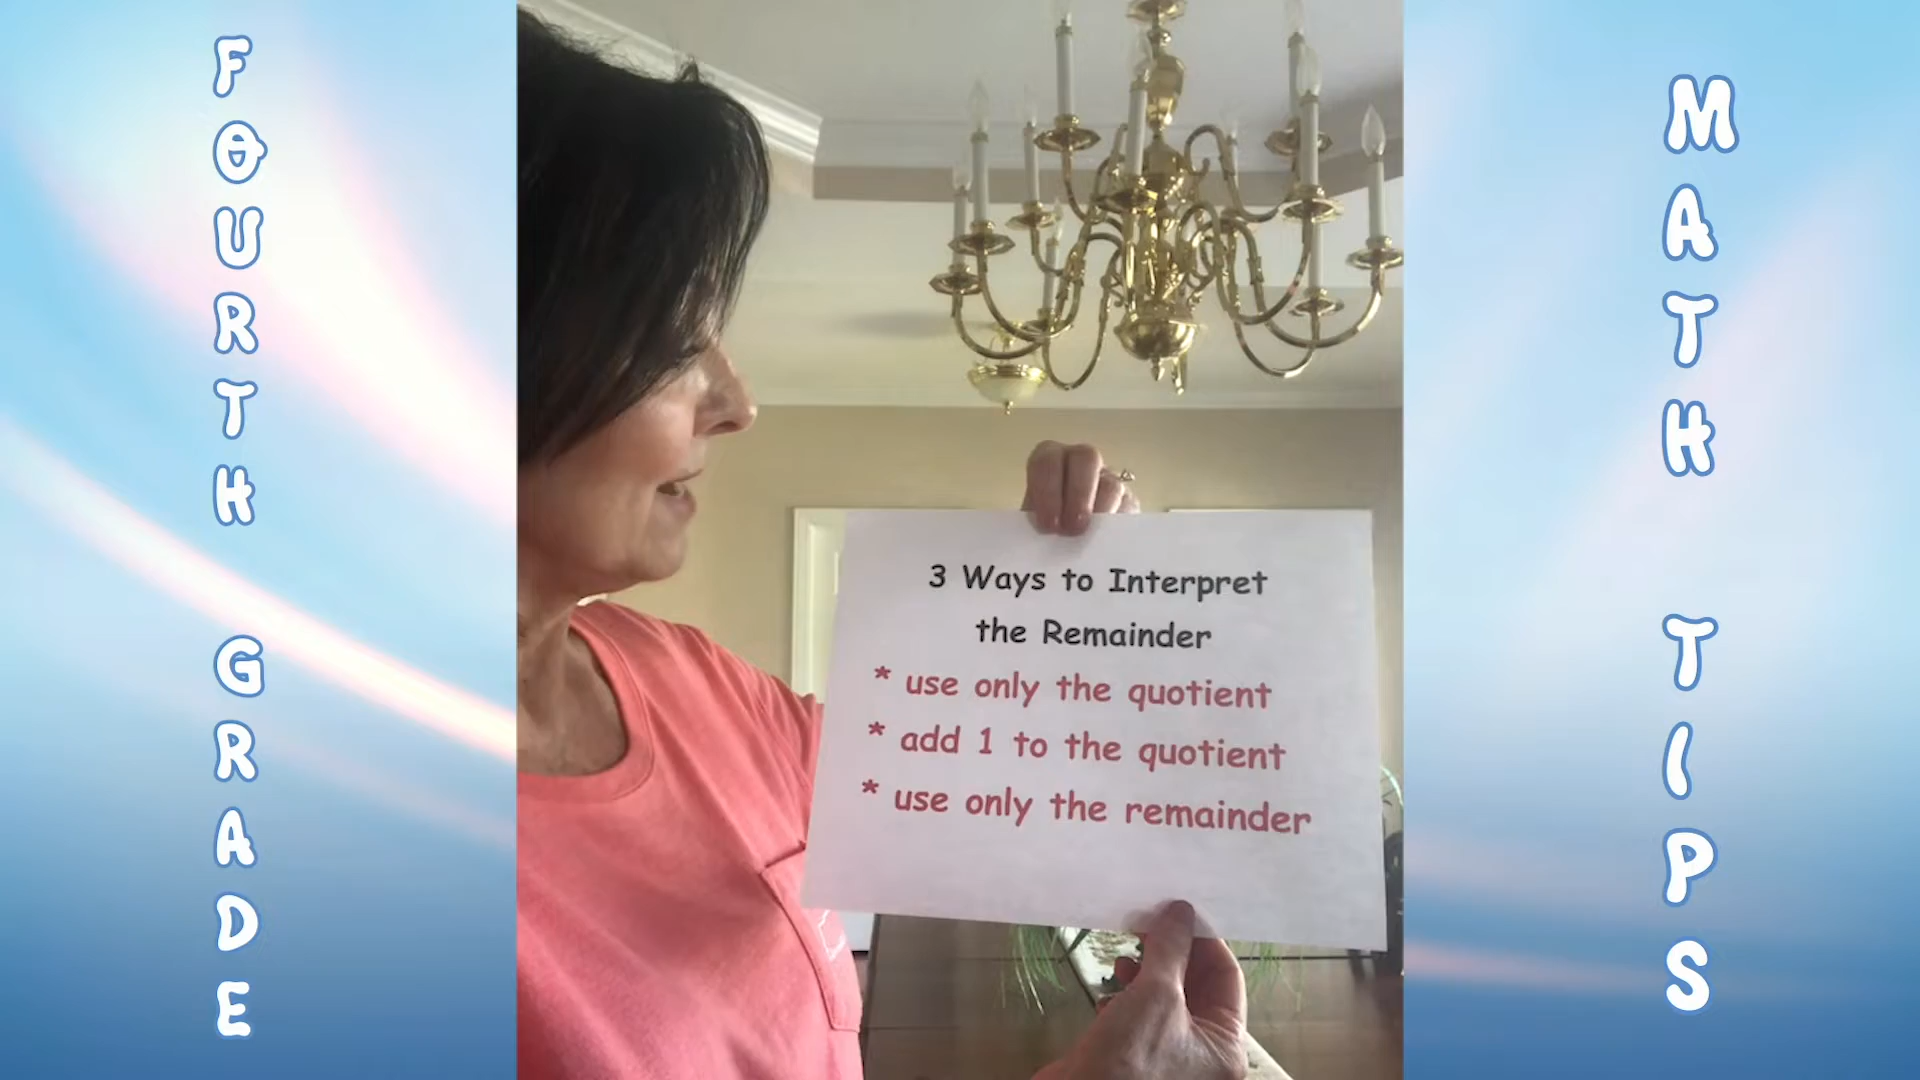 FOURTH GRADE
3 Ways to Interpret
the Remainder
* use only the quotient
* add 1 to the quotient
* use only the remainder
MATH TIPS